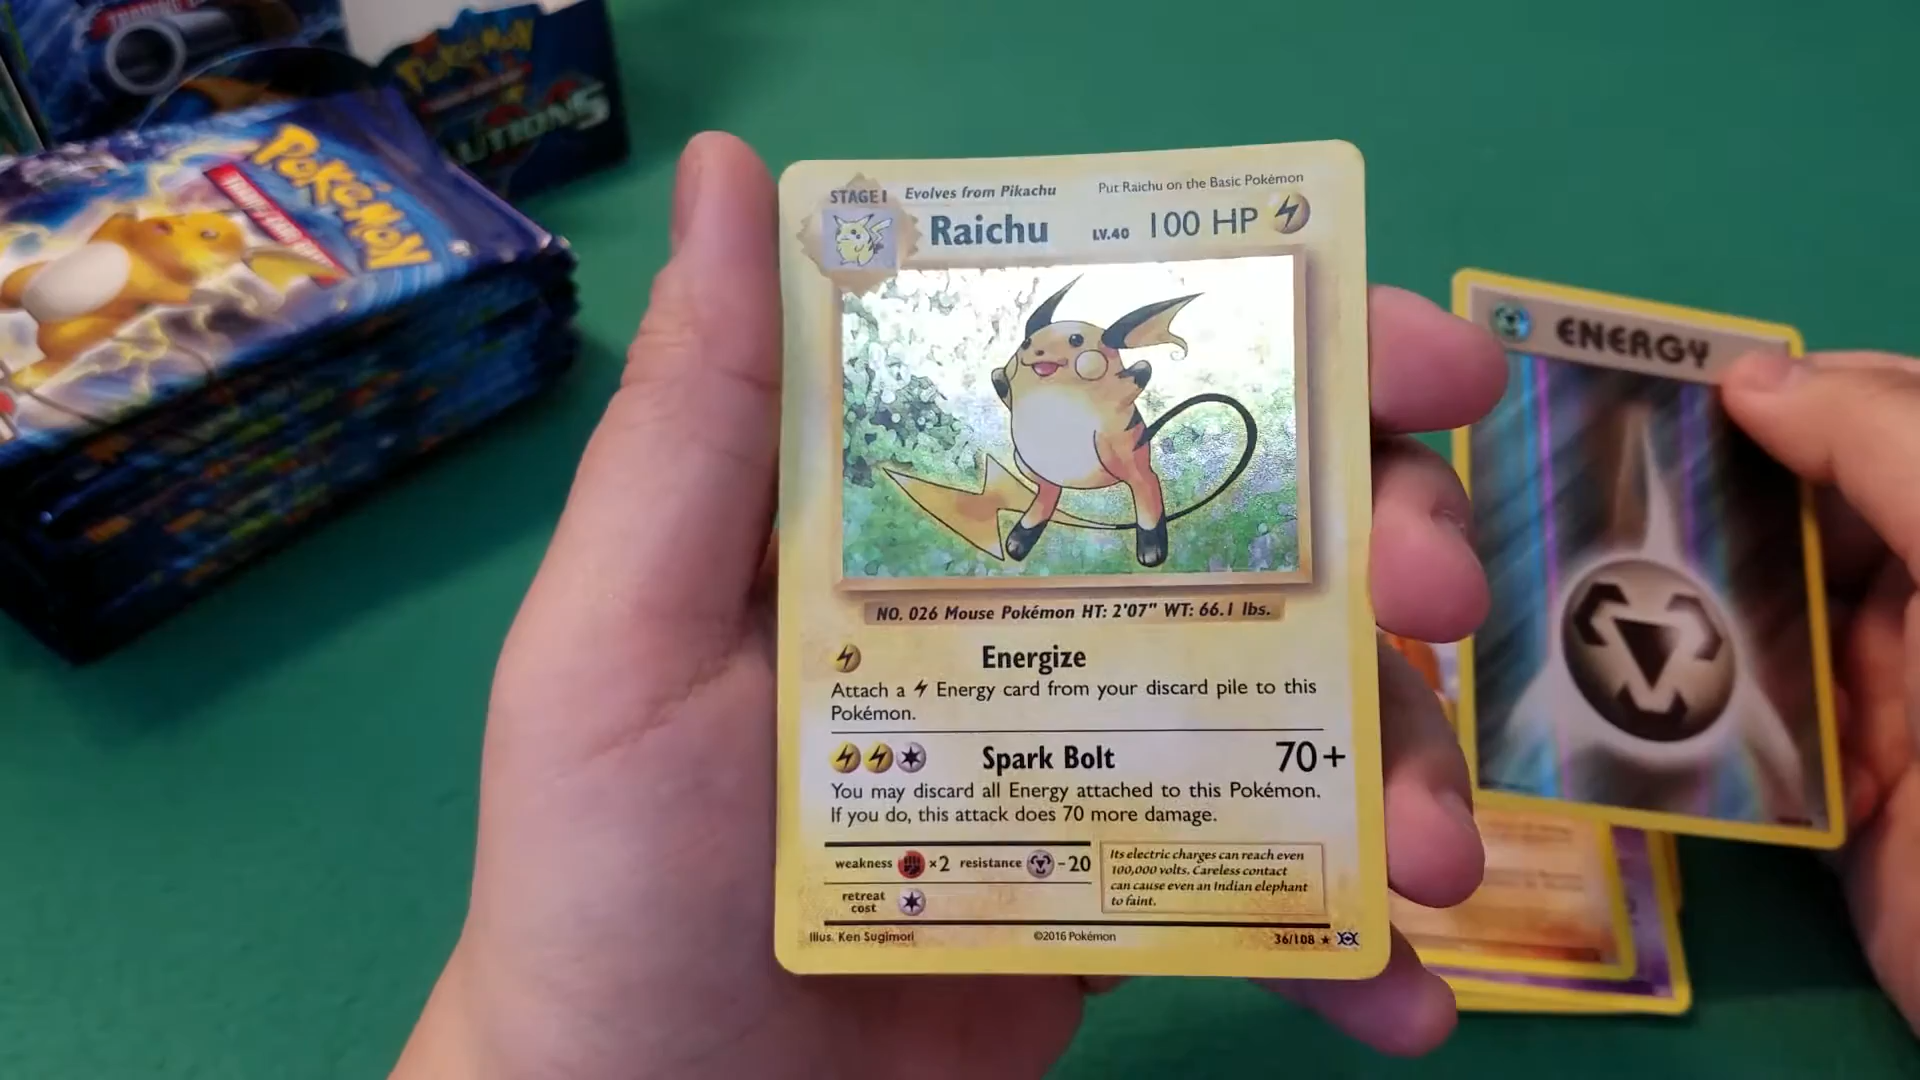 Pokémon
Pokémon
LUTIONS
STAGE 1
Evolves from Pikachu
Put Raichu on the Basic Pokémon
Raichu
LV.40
100 HP
NO. 026 Mouse Pokémon HT: 2'07" WT: 66.1 lbs.
Energize
Attach a Energy card from your discard pile to this
Pokémon.
Spark Bolt 70+
You may discard all Energy attached to this Pokémon.
If you do, this attack does 70 more damage.
weakness ×2 resistance -20
retreat
cost
Its electric charges can reach even
100,000 volts. Careless contact
can cause even an Indian elephant
to faint.
Illus. Ken Sugimori
©2016 Pokémon
36/108
ENERGY